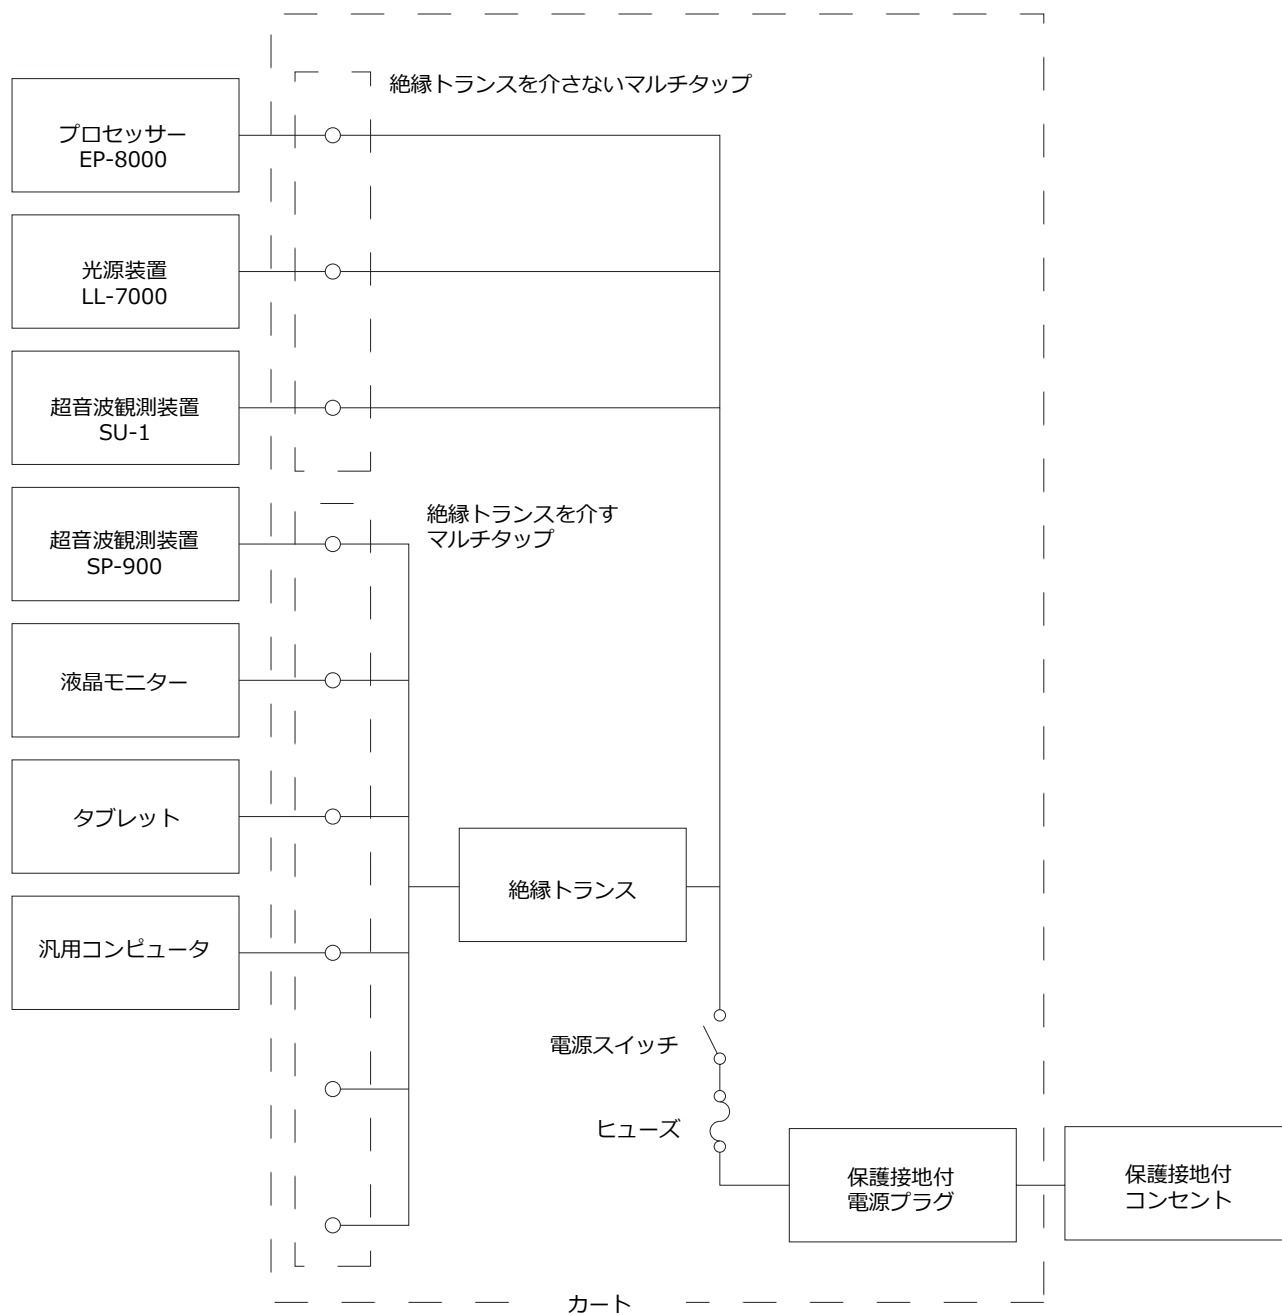 絶縁トランスを介さないマルチタップ
プロセッサー
EP-8000
光源装置
LL-7000
超音波観測装置
SU-1
絶縁トランスを介す
マルチタップ
超音波観測装置
SP-900
液晶モニター
タブレット
絶縁トランス
汎用コンピュータ
電源スイッチ
ヒューズ
保護接地付
電源プラグ
保護接地付
コンセント
カート